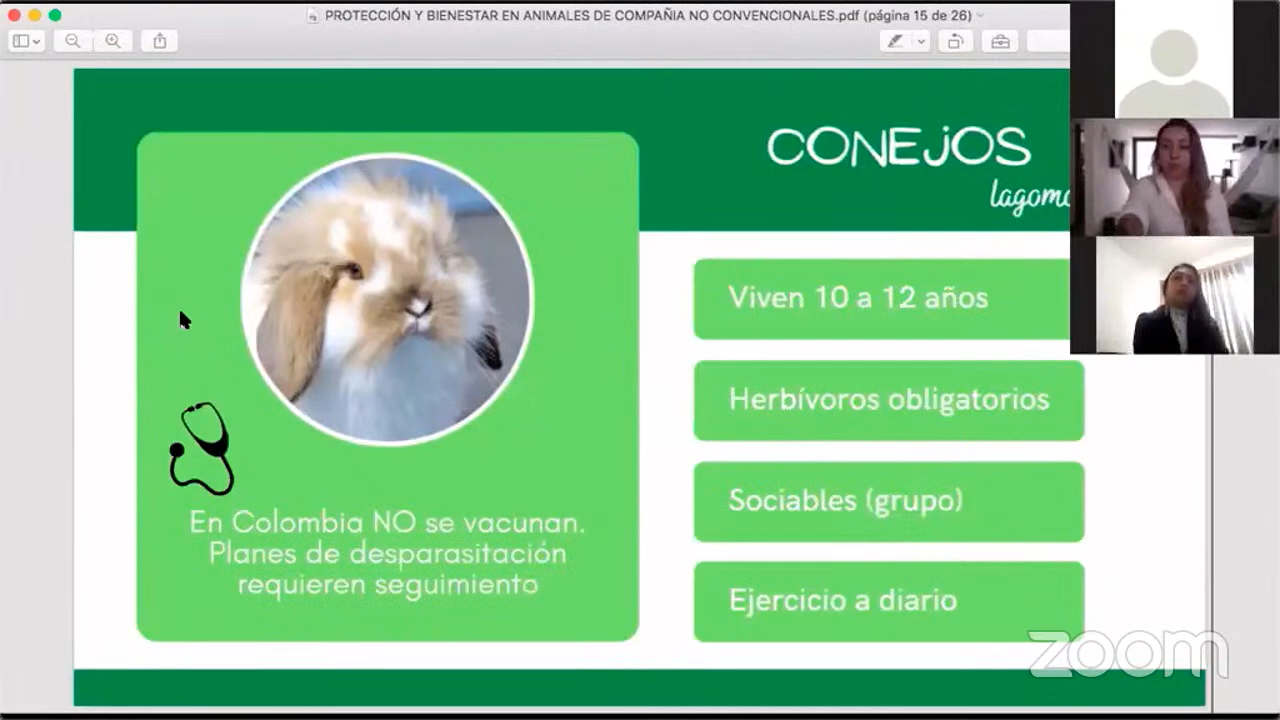 PROTECCIÓN Y BIENESTAR EN ANIMALES DE COMPAÑIA NO CONVENCIONALES.pdf (página 15 de 26)
CONEJOS
lagomo
Viven 10 a 12 años
Herbívoros obligatorios
Sociables (grupo)
Ejercicio a diario
En Colombia NO se vacunan.
Planes de desparasitación
requieren seguimiento
zoom